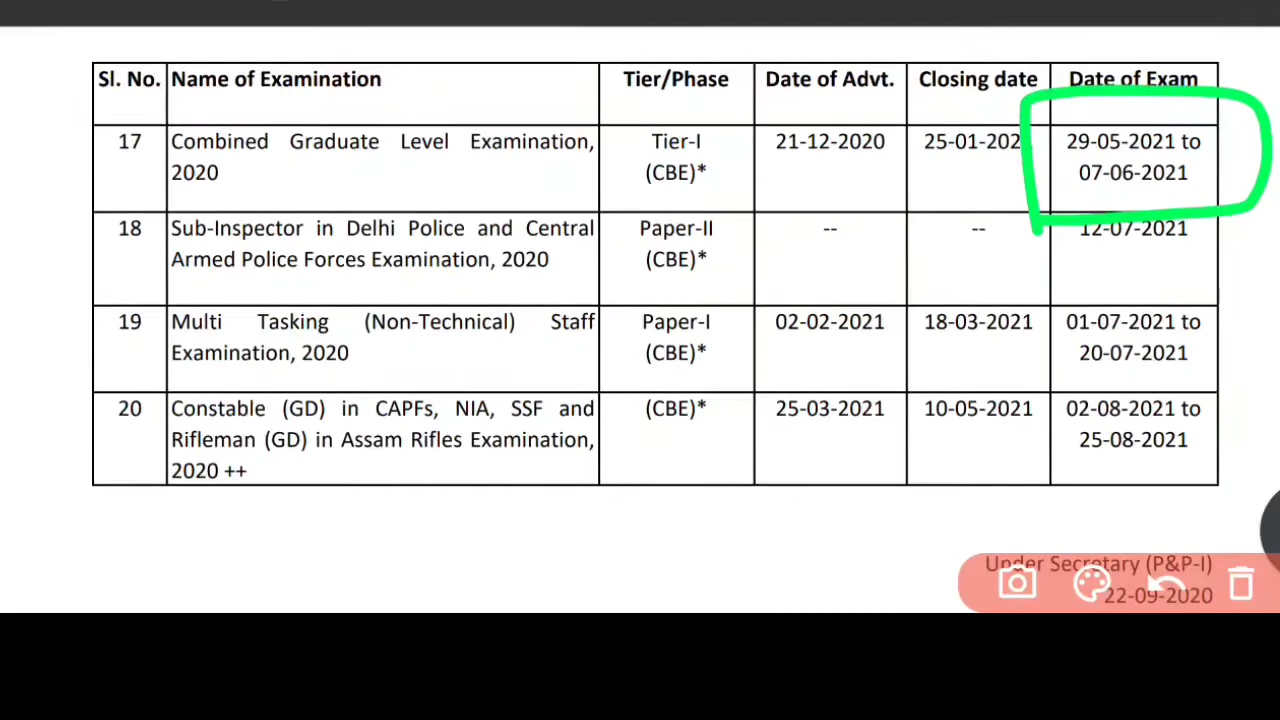 Sl. No. Name of Examination Tier/Phase Date of Advt. Closing date Date of Exam
17 Combined Graduate Level Examination, Tier-I 21-12-2020 25-01-202 29-05-2021 to
2020 (CBE)* 07-06-2021
18 Sub-Inspector in Delhi Police and Central Paper-II -- -- 12-07-2021
Armed Police Forces Examination, 2020 (CBE)*
19 Multi Tasking (Non-Technical) Staff Paper-I 02-02-2021 18-03-2021 01-07-2021 to
Examination, 2020 (CBE)* 20-07-2021
20 Constable (GD) in CAPFs, NIA, SSF and (CBE)* 25-03-2021 10-05-2021 02-08-2021 to
Rifleman (GD) in Assam Rifles Examination, 25-08-2021
2020 ++
Under Secretary (P&P-I)
22-09-2020